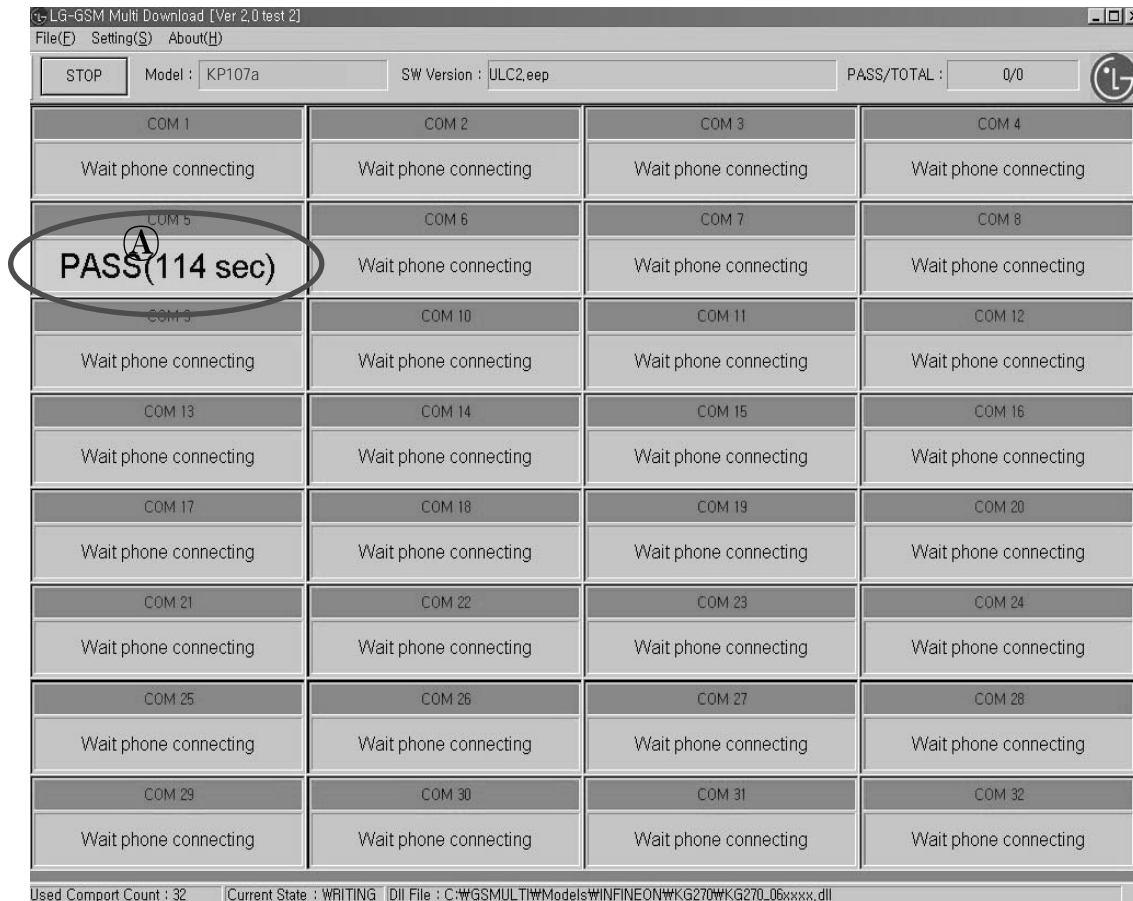 LG-GSM Multi Download [Ver 2,0 test 2]
File(F) Setting(S) About(H)
STOP Model : KP107a SW Version : ULC2,eep PASS/TOTAL : 0/0
COM 1 COM 2 COM 3 COM 4
Wait phone connecting Wait phone connecting Wait phone connecting Wait phone connecting
COM 5 COM 6 COM 7 COM 8
A
PASS(114 sec) Wait phone connecting Wait phone connecting Wait phone connecting
COM 9 COM 10 COM 11 COM 12
Wait phone connecting Wait phone connecting Wait phone connecting Wait phone connecting
COM 13 COM 14 COM 15 COM 16
Wait phone connecting Wait phone connecting Wait phone connecting Wait phone connecting
COM 17 COM 18 COM 19 COM 20
Wait phone connecting Wait phone connecting Wait phone connecting Wait phone connecting
COM 21 COM 22 COM 23 COM 24
Wait phone connecting Wait phone connecting Wait phone connecting Wait phone connecting
COM 25 COM 26 COM 27 COM 28
Wait phone connecting Wait phone connecting Wait phone connecting Wait phone connecting
COM 29 COM 30 COM 31 COM 32
Wait phone connecting Wait phone connecting Wait phone connecting Wait phone connecting
Used Comport Count : 32 Current State : WRITING Dll File : C:₩GSMULTI₩Models₩INFINEON₩KG270₩KG270_06xxxx,dll